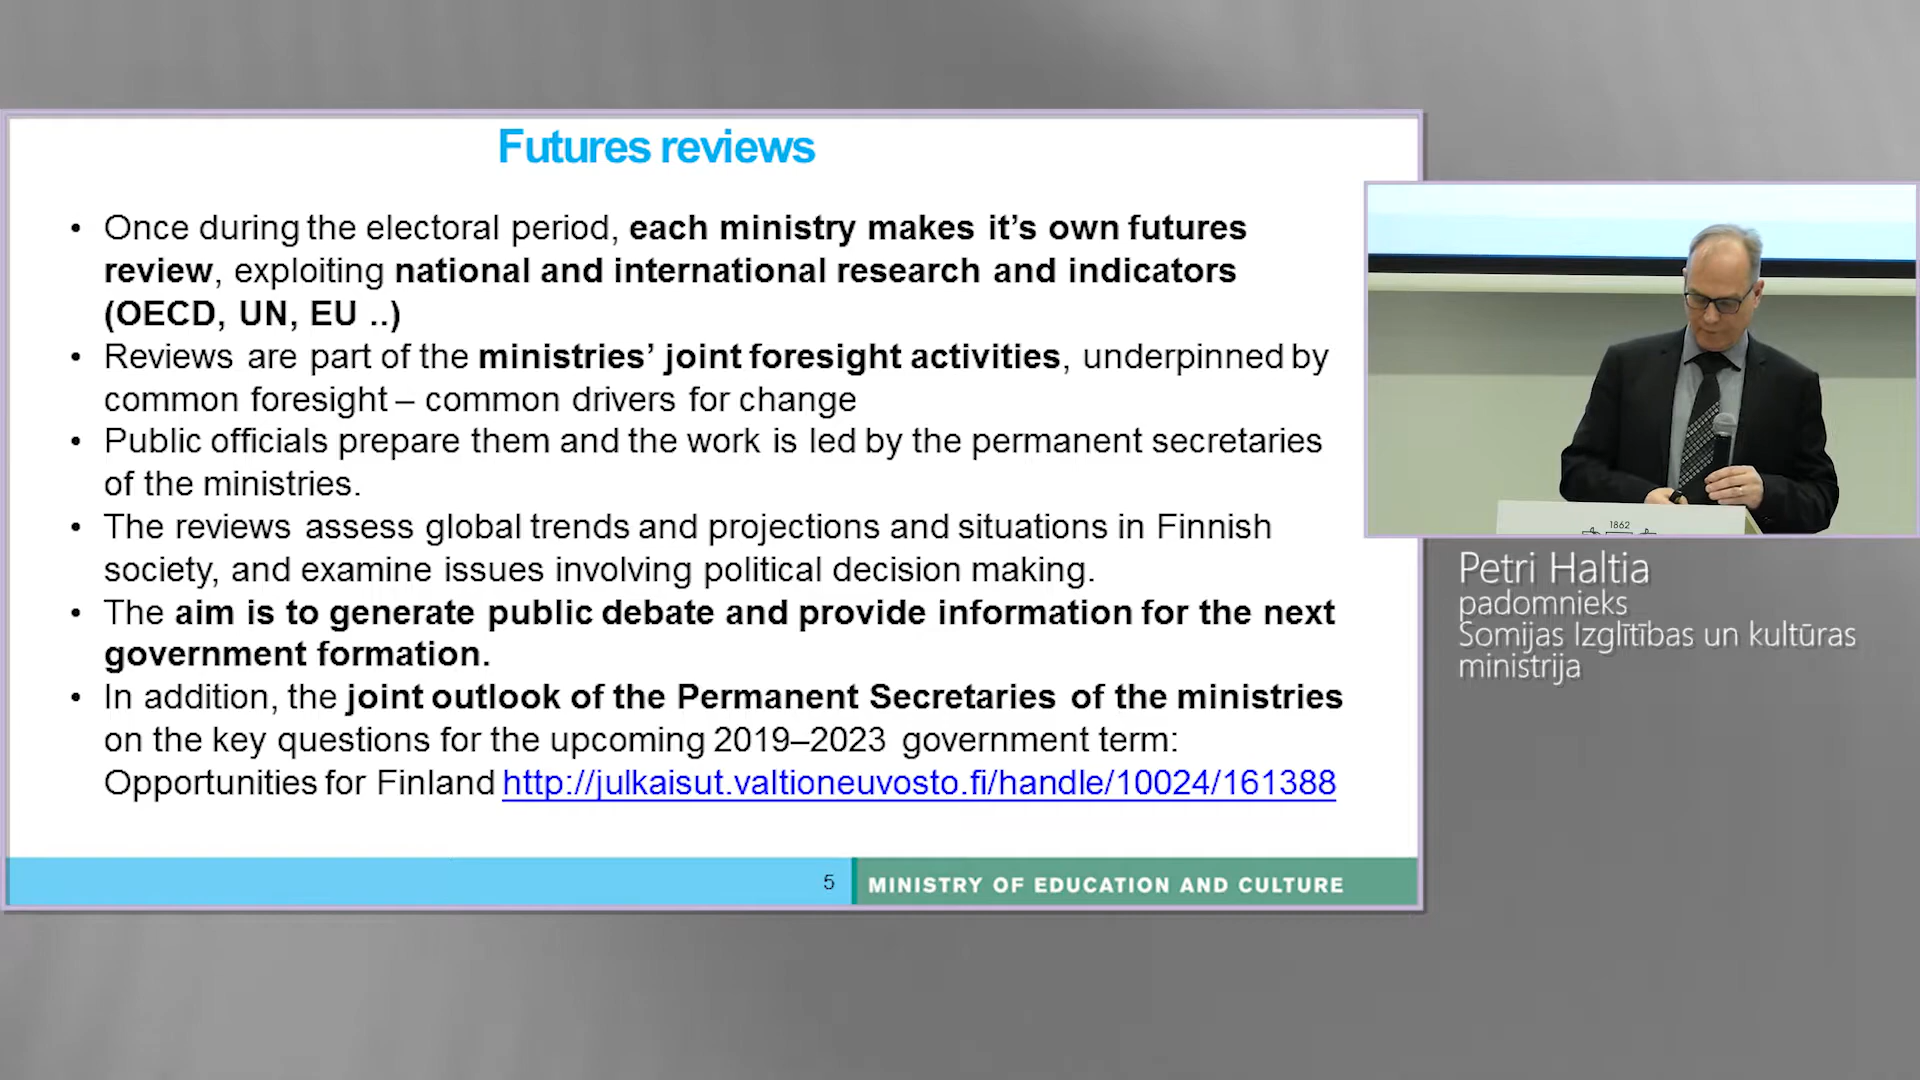 Futures reviews
• Once during the electoral period, each ministry makes it’s own futures
review, exploiting national and international research and indicators
(OECD, UN, EU ..)
• Reviews are part of the ministries’ joint foresight activities, underpinned by
common foresight – common drivers for change
• Public officials prepare them and the work is led by the permanent secretaries
of the ministries.
• The reviews assess global trends and projections and situations in Finnish
society, and examine issues involving political decision making.
• The aim is to generate public debate and provide information for the next
government formation.
• In addition, the joint outlook of the Permanent Secretaries of the ministries
on the key questions for the upcoming 2019–2023 government term:
Opportunities for Finland http://julkaisut.valtioneuvosto.fi/handle/10024/161388
5
MINISTRY OF EDUCATION AND CULTURE
1862
Petri Haltia
padomnieks
Somijas Izglītības un kultūras
ministrija